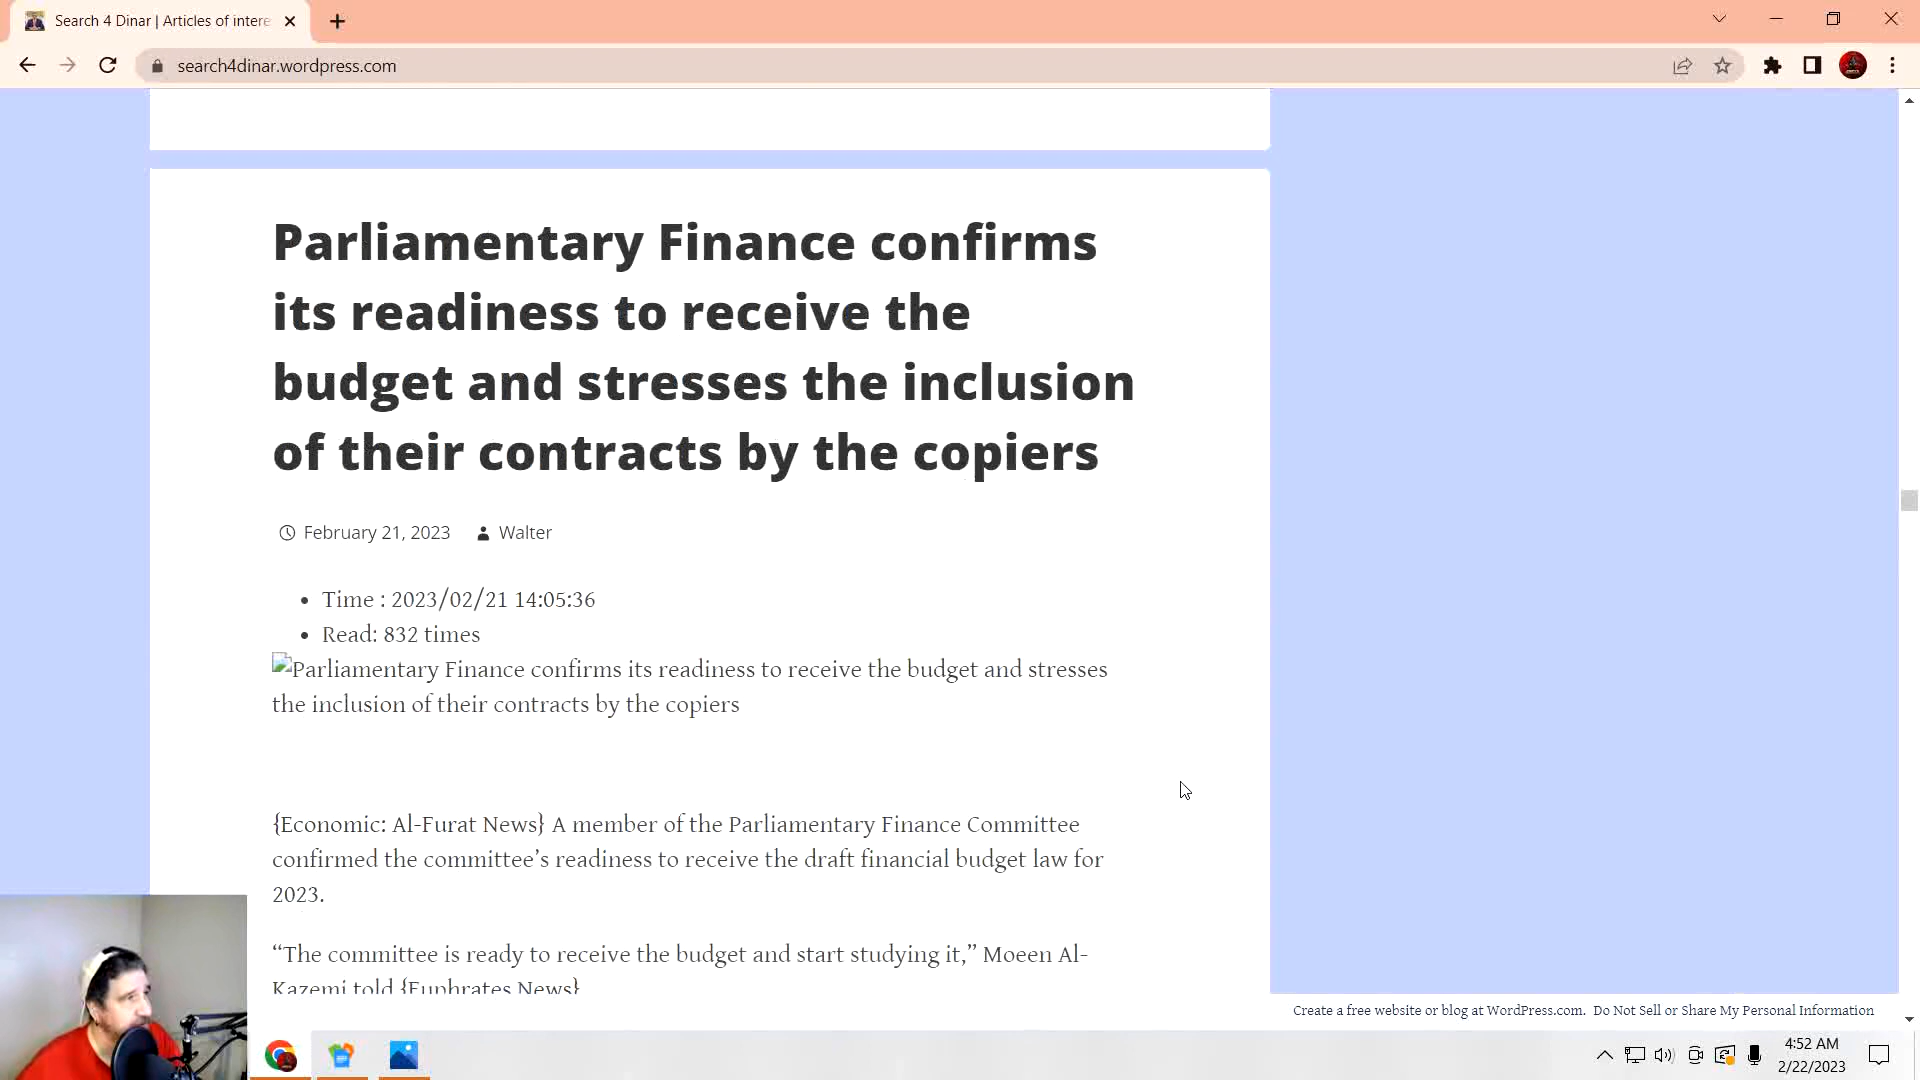 Search 4 Dinar | Articles of intere
search4dinar.wordpress.com
Parliamentary Finance confirms
its readiness to receive the
budget and stresses the inclusion
of their contracts by the copiers
February 21, 2023 Walter
• Time : 2023/02/21 14:05:36
• Read: 832 times
Parliamentary Finance confirms its readiness to receive the budget and stresses
the inclusion of their contracts by the copiers
{Economic: Al-Furat News} A member of the Parliamentary Finance Committee
confirmed the committee’s readiness to receive the draft financial budget law for
2023.
“The committee is ready to receive the budget and start studying it,” Moeen Al-
Kazemi told {Euphrates News}
Create a free website or blog at WordPress.com. Do Not Sell or Share My Personal Information
4:52 AM
2/22/2023